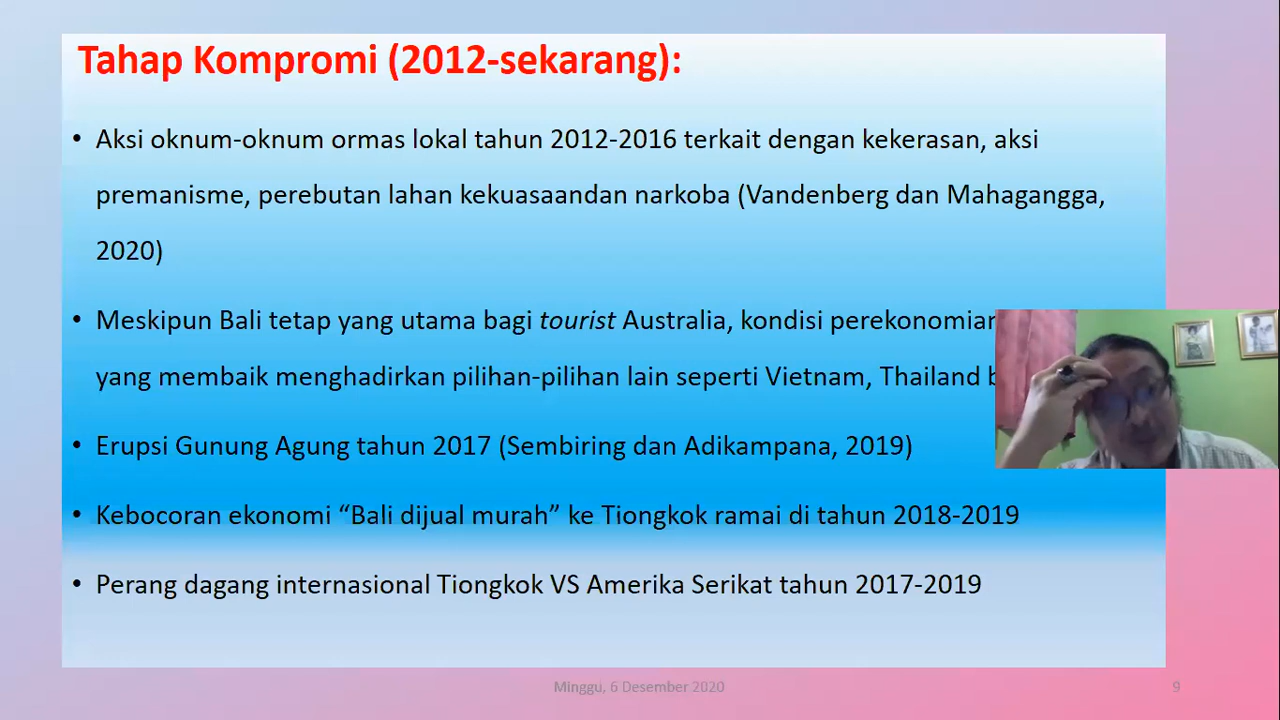 Tahap Kompromi (2012-sekarang):
• Aksi oknum-oknum ormas lokal tahun 2012-2016 terkait dengan kekerasan, aksi
premanisme, perebutan lahan kekuasaandan narkoba (Vandenberg dan Mahagangga,
2020)
• Meskipun Bali tetap yang utama bagi tourist Australia, kondisi
yang membaik menghadirkan pilihan-pilihan lain seperti Vietnam, Thailand
• Erupsi Gunung Agung tahun 2017 (Sembiring dan Adikampana, 2019)
• Kebocoran ekonomi “Bali dijual murah” ke Tiongkok ramai di tahun 2018-2019
• Perang dagang internasional Tiongkok VS Amerika Serikat tahun 2017-2019
Minggu, 6 Desember 2020
9